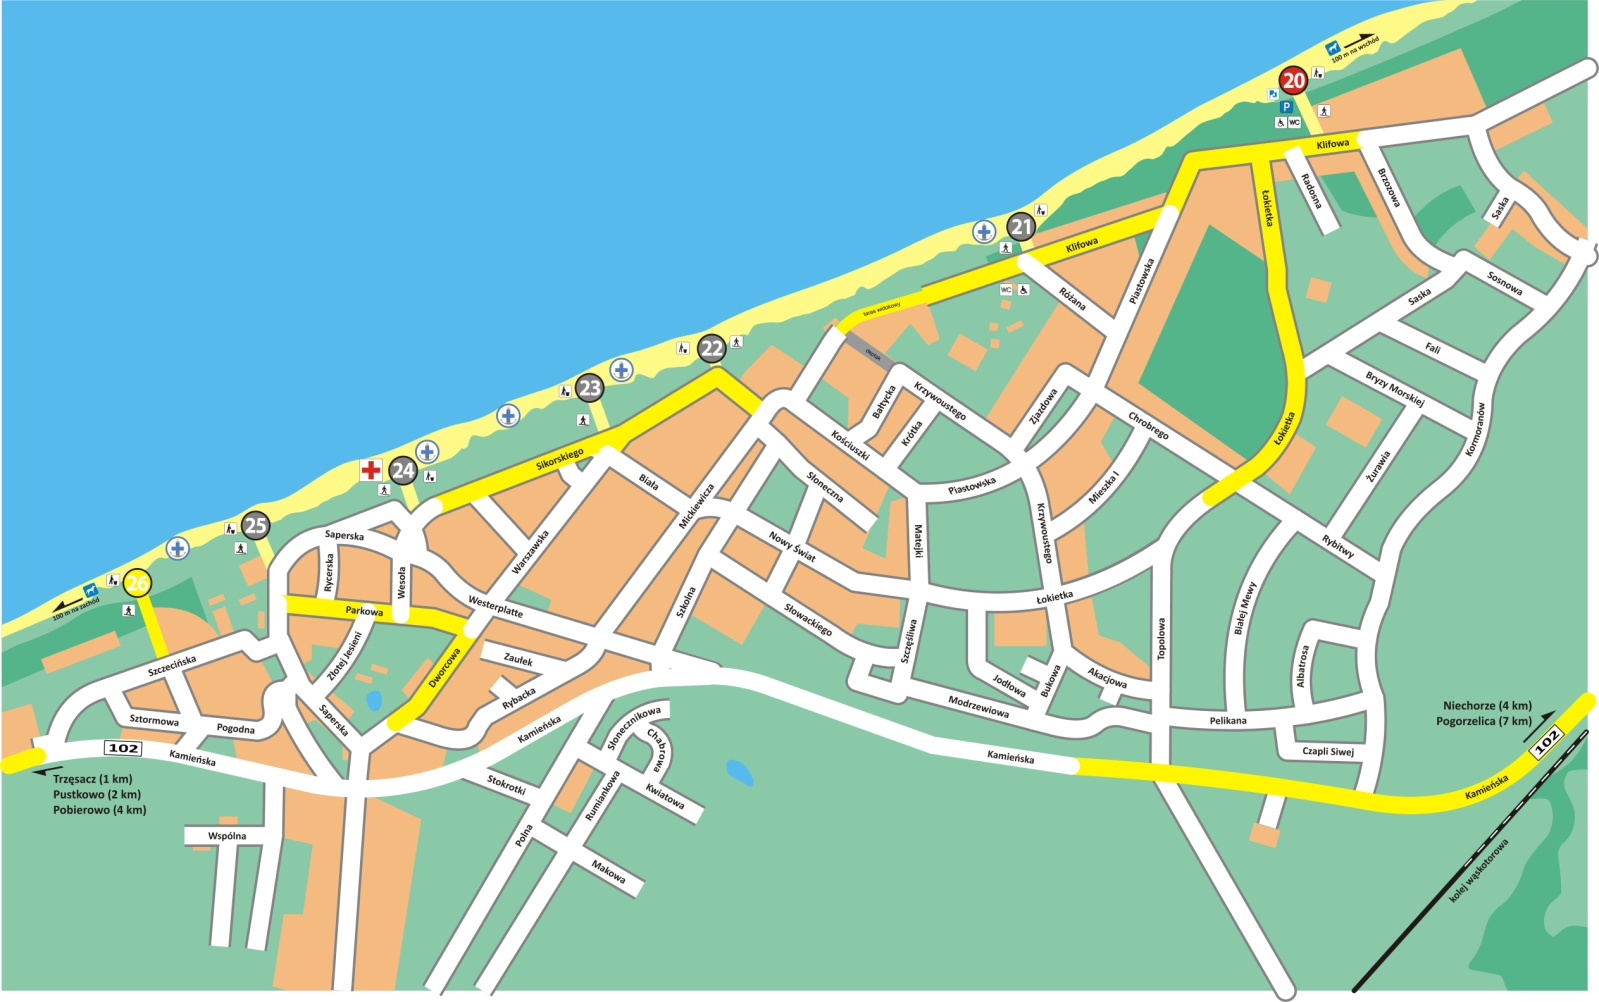 100 m na wschód
20
P
WC
Klifowa
Radosna
Brzozowa
Saska
Łokietka
21
Klifowa
Piastowska
WC
Różana
taras widokowy
deptak
Sosnowa
Saska
Fali
Bryzy Morskiej
Kormoranów
Żurawia
Łokietka
22
23
24
25
26
100 m na zachód
Bałtycka
Krzywoustego
Krótka
Kościuszki
Zjazdowa
Chrobrego
Piastowska
Mieszka I
Krzywoustego
Sikorskiego
Biała
Mickiewicza
Słoneczna
Nowy Świat
Matejki
Rybitwy
Saperska
Rycerska
Wesoła
Warszawska
Westerplatte
Parkowa
Szkolna
Słowackiego
Szczęśliwa
Łokietka
Topolowa
Białej Mewy
Albatrosa
Szczecińska
Złotej Jesieni
Dworcowa
Zaułek
Rybacka
Jodłowa
Bukowa
Akacjowa
Modrzewiowa
Pelikana
Czapli Siwej
Sztormowa
Pogodna
Saperska
Kamieńska
102
Kamieńska
Słonecznikowa
Chabrowa
Kamieńska
Niechorze (4 km)
Pogorzelica (7 km)
102
Kamieńska
Trzęsacz (1 km)
Pustkowo (2 km)
Pobierowo (4 km)
Stokrotki
Rumiankowa
Kwiatowa
Polna
Makowa
Wspólna
kolej wąskotorowa